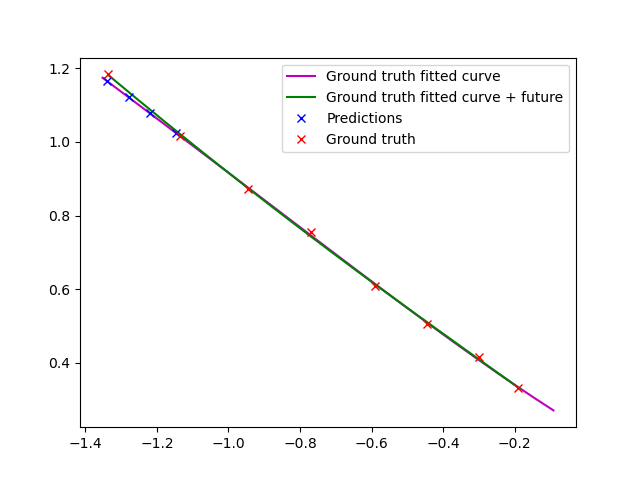 Ground truth fitted curve
Ground truth fitted curve + future
Predictions
Ground truth
1.2
1.0
0.8
0.6
0.4
−1.4 −1.2 −1.0 −0.8 −0.6 −0.4 −0.2